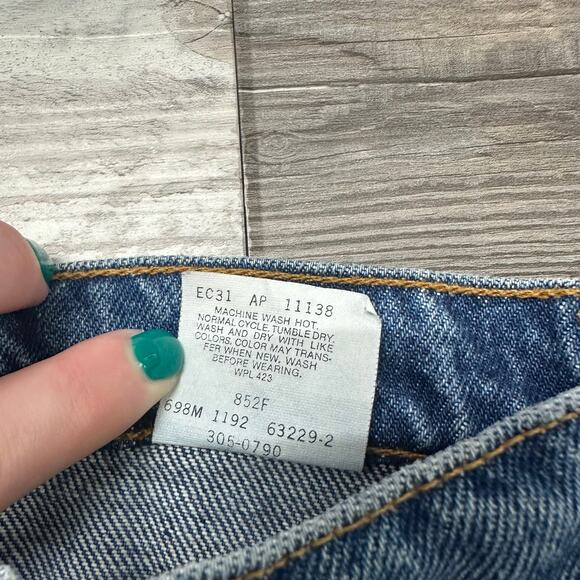 EC31 AP 11138
MACHINE WASH HOT.
NORMAL CYCLE. TUMBLE DRY.
WASH AND DRY WITH LIKE
COLORS. COLOR MAY TRANS-
FER WHEN NEW. WASH
BEFORE WEARING.
WPL 423
852F
698M 1192 63229-2
305-0790